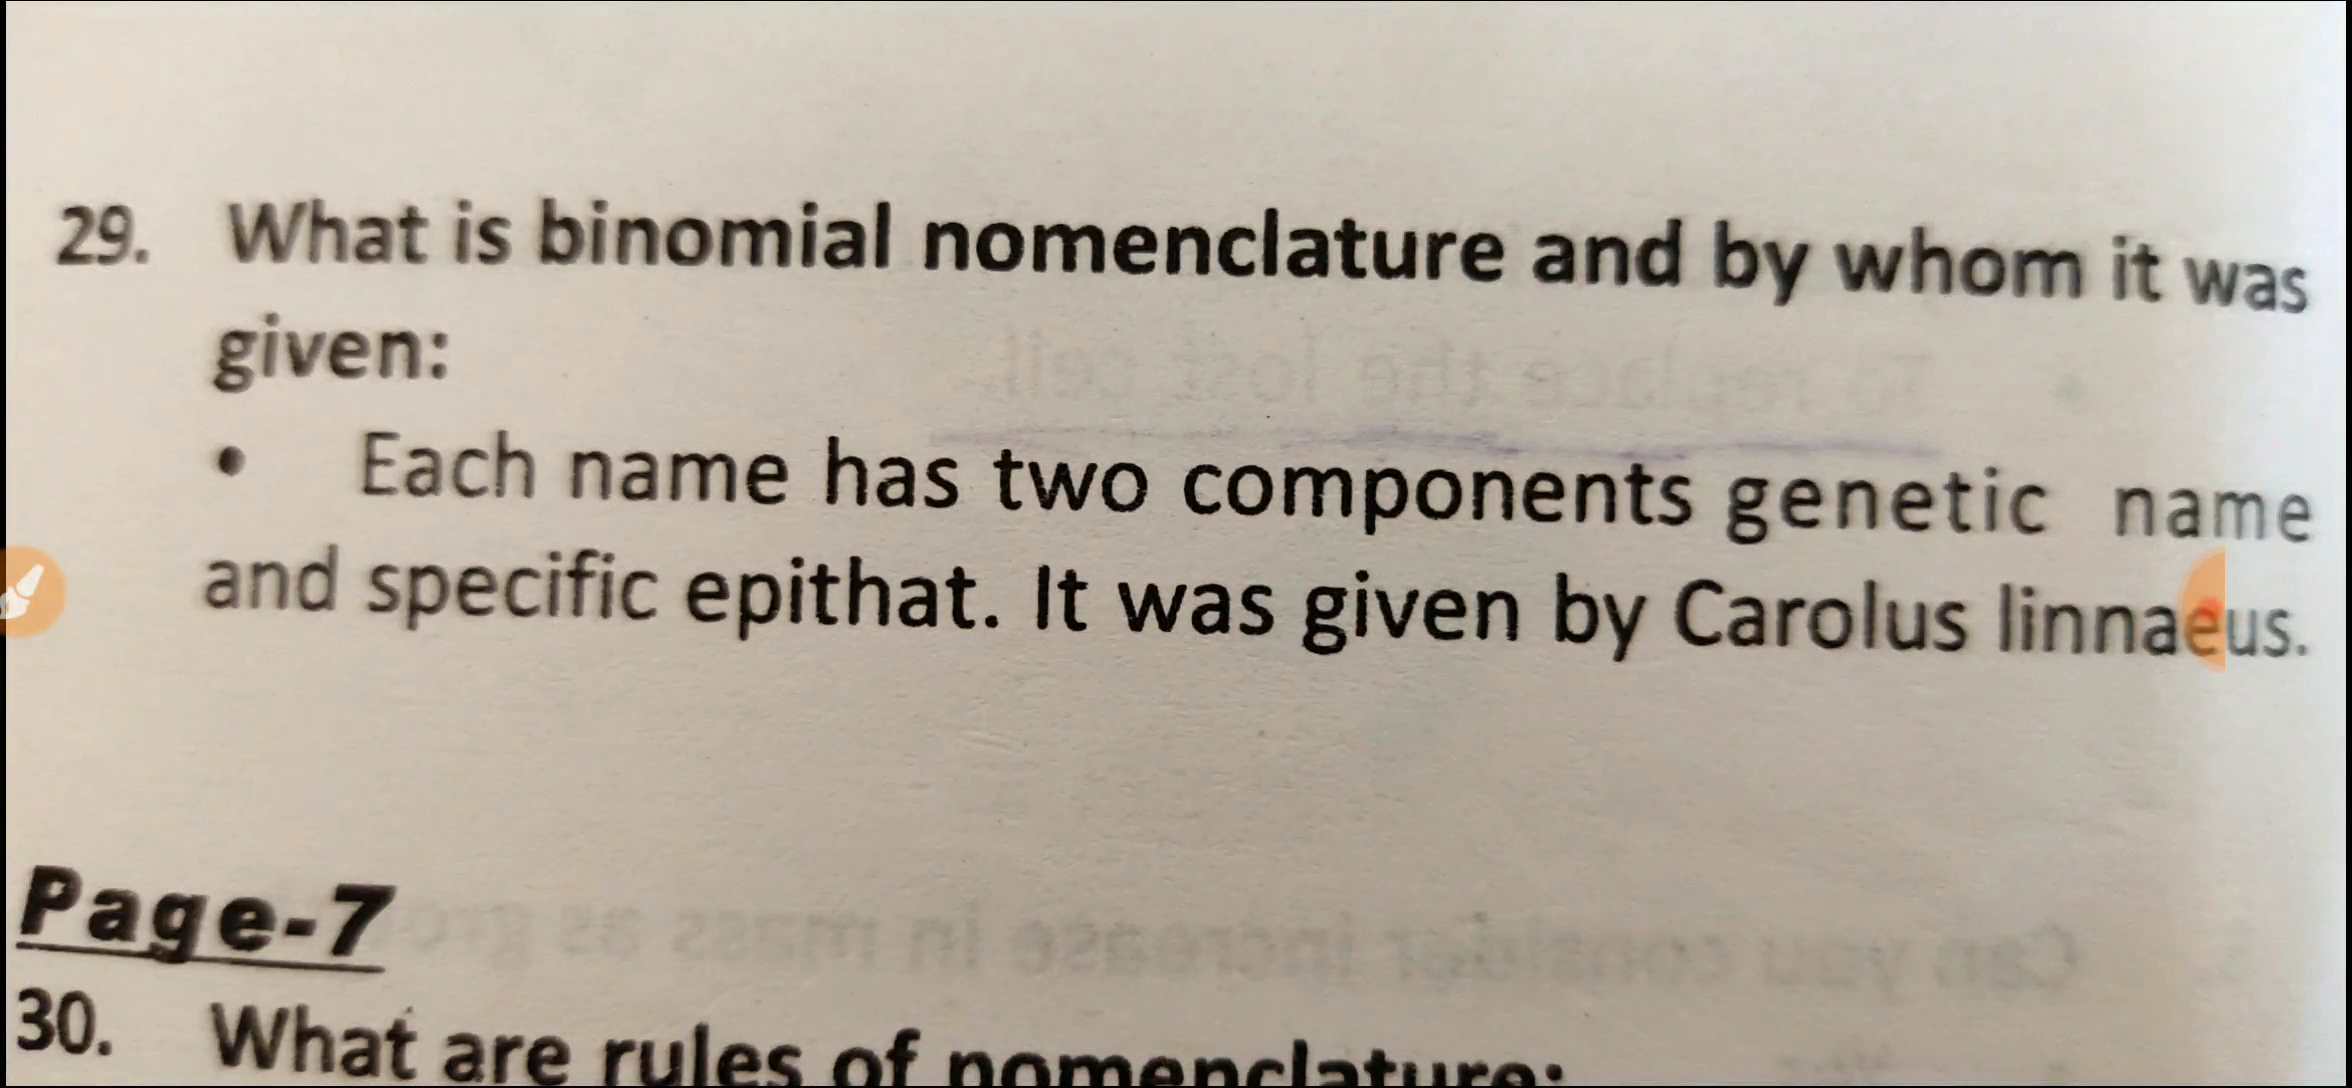 29. What is binomial nomenclature and by whom it was
given:
• Each name has two components genetic name
and specific epithat. It was given by Carolus linnaeus.
Page-7
30. What are rules of nomenclature: